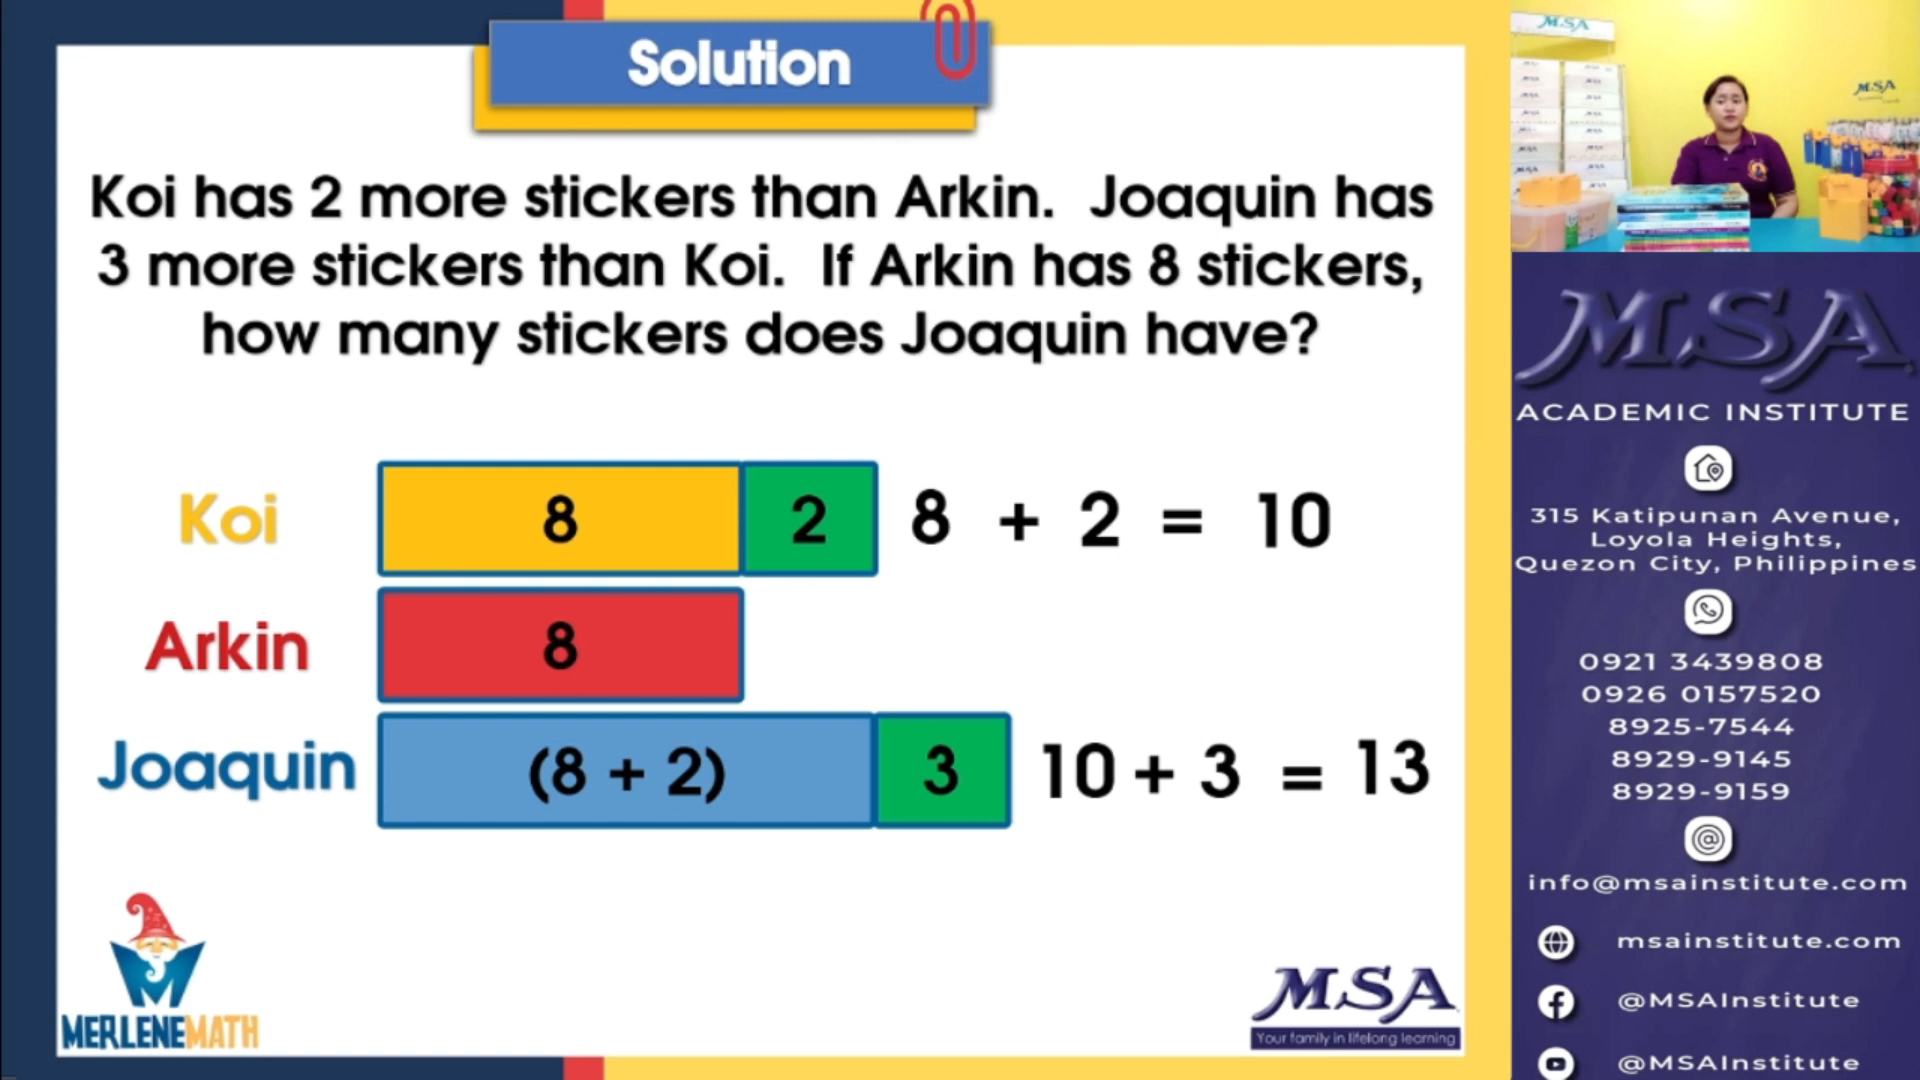 Solution
Koi has 2 more stickers than Arkin. Joaquin has
3 more stickers than Koi. If Arkin has 8 stickers,
how many stickers does Joaquin have?
Koi 8 2 8 + 2 = 10
Arkin 8
Joaquin (8 + 2) 3 10 + 3 = 13
MERLENEMATH
MSA
Your family in lifelong learning
MSA
MSA
MSA
ACADEMIC INSTITUTE
315 Katipunan Avenue,
Loyola Heights,
Quezon City, Philippines
0921 3439808
0926 0157520
8925-7544
8929-9145
8929-9159
info@msainstitute.com
msainstitute.com
@MSAInstitute
@MSAInstitute